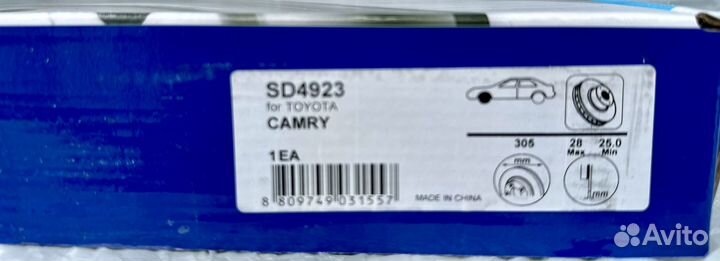 SD4923
for TOYOTA
CAMRY
1EA
8 809749 031557
MADE IN CHINA
305 28 25.0
Max Min
mm
mm
Avito